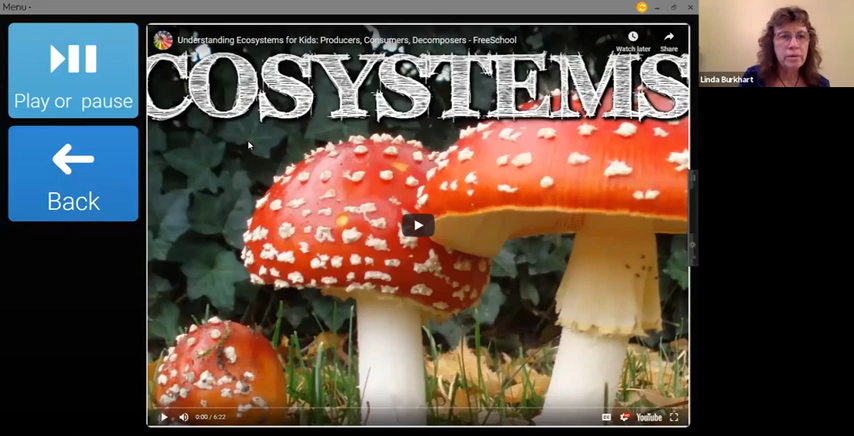 Menu
Play or pause
Back
Understanding Ecosystems for Kids: Producers, Consumers, Decomposers - FreeSchool
Watch later
Share
COSYSTEMS
0:00 / 6:22
CC
YouTube
Linda Burkhart